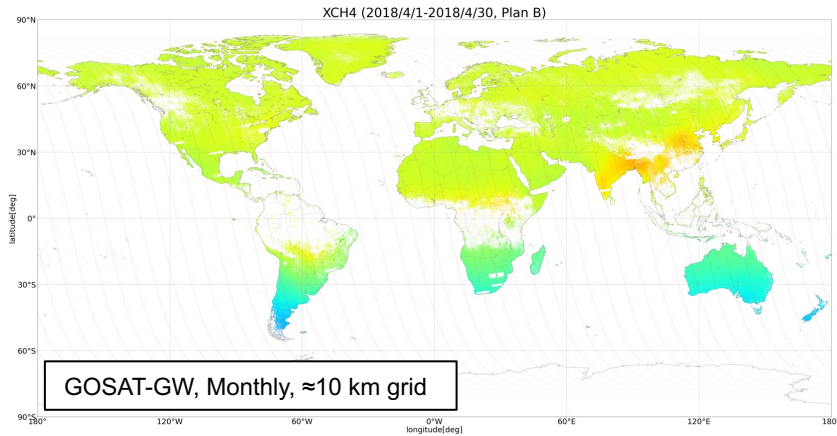 XCH4 (2018/4/1-2018/4/30, Plan B)
90°N
60°N
30°N
0°
30°S
60°S
90°S
latitude[deg]
180°
120°W
60°W
0°W
60°E
120°E
180°
longitude[deg]
GOSAT-GW, Monthly, ≈10 km grid